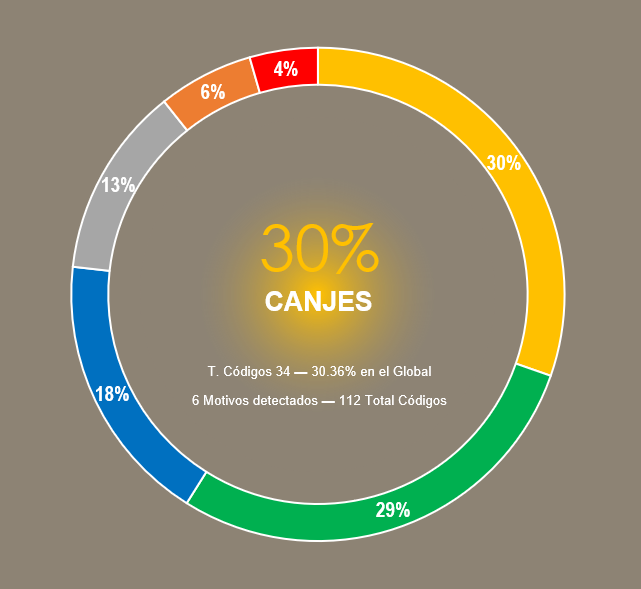 4%
6%
30%
13%
30%
CANJES
T. Códigos 34 — 30.36% en el Global
18%
6 Motivos detectados — 112 Total Códigos
29%